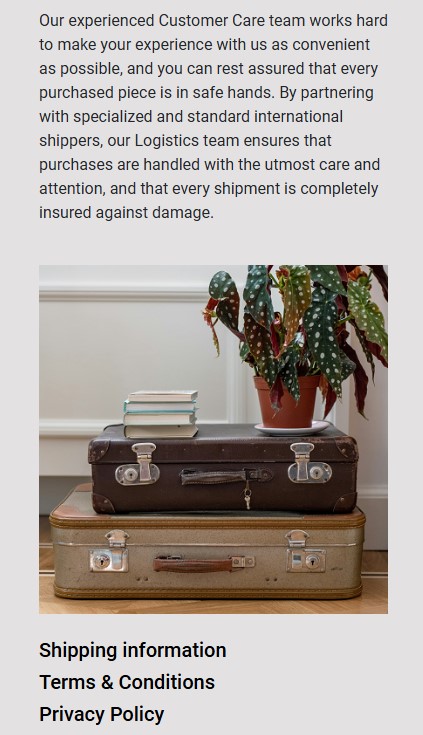 Our experienced Customer Care team works hard
to make your experience with us as convenient
as possible, and you can rest assured that every
purchased piece is in safe hands. By partnering
with specialized and standard international
shippers, our Logistics team ensures that
purchases are handled with the utmost care and
attention, and that every shipment is completely
insured against damage.
Shipping information
Terms & Conditions
Privacy Policy